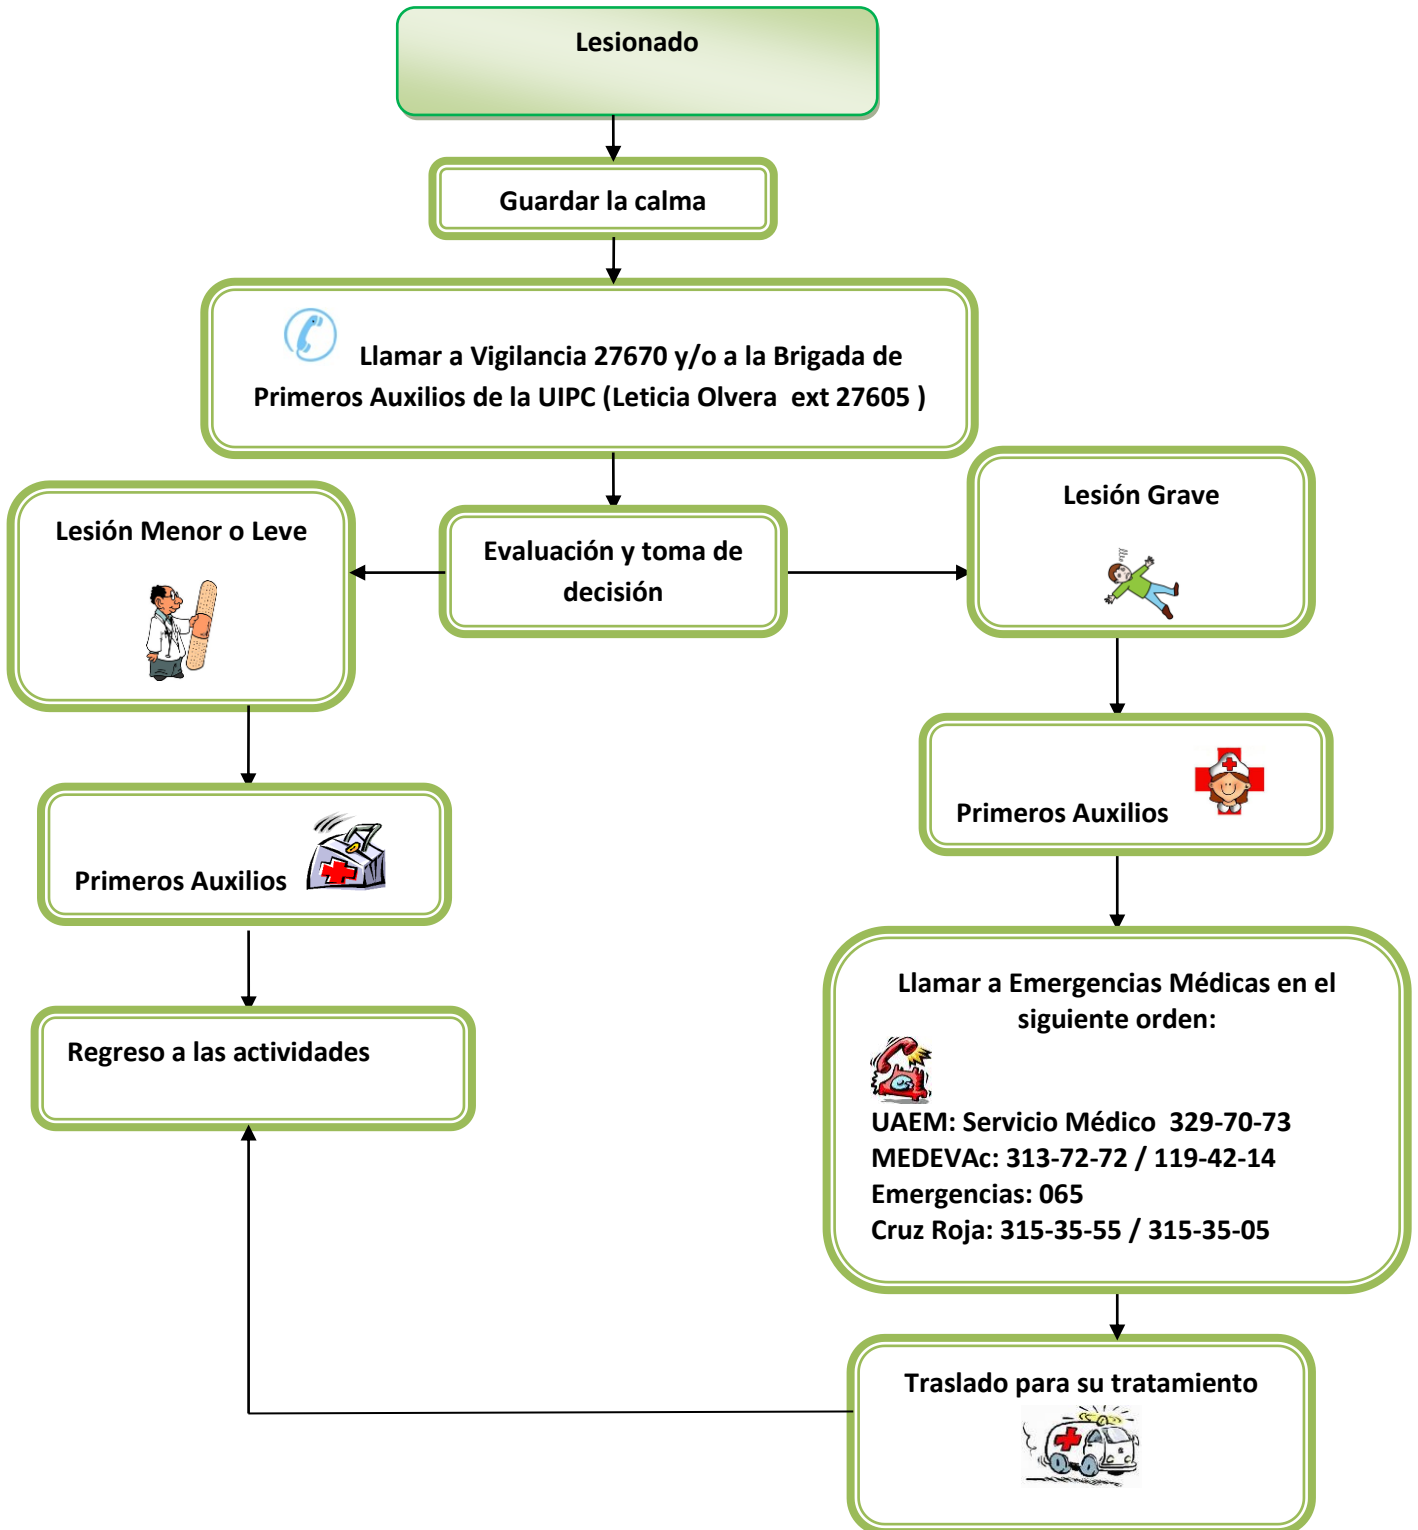 Lesionado
Guardar la calma
Llamar a Vigilancia 27670 y/o a la Brigada de
Primeros Auxilios de la UIPC (Leticia Olvera  ext 27605 )
Lesión Menor o Leve
Evaluación y toma de
decisión
Lesión Grave
Primeros Auxilios
Regreso a las actividades
Primeros Auxilios
Llamar a Emergencias Médicas en el
siguiente orden:
UAEM: Servicio Médico  329-70-73
MEDEVAc: 313-72-72 / 119-42-14
Emergencias: 065
Cruz Roja: 315-35-55 / 315-35-05
Traslado para su tratamiento